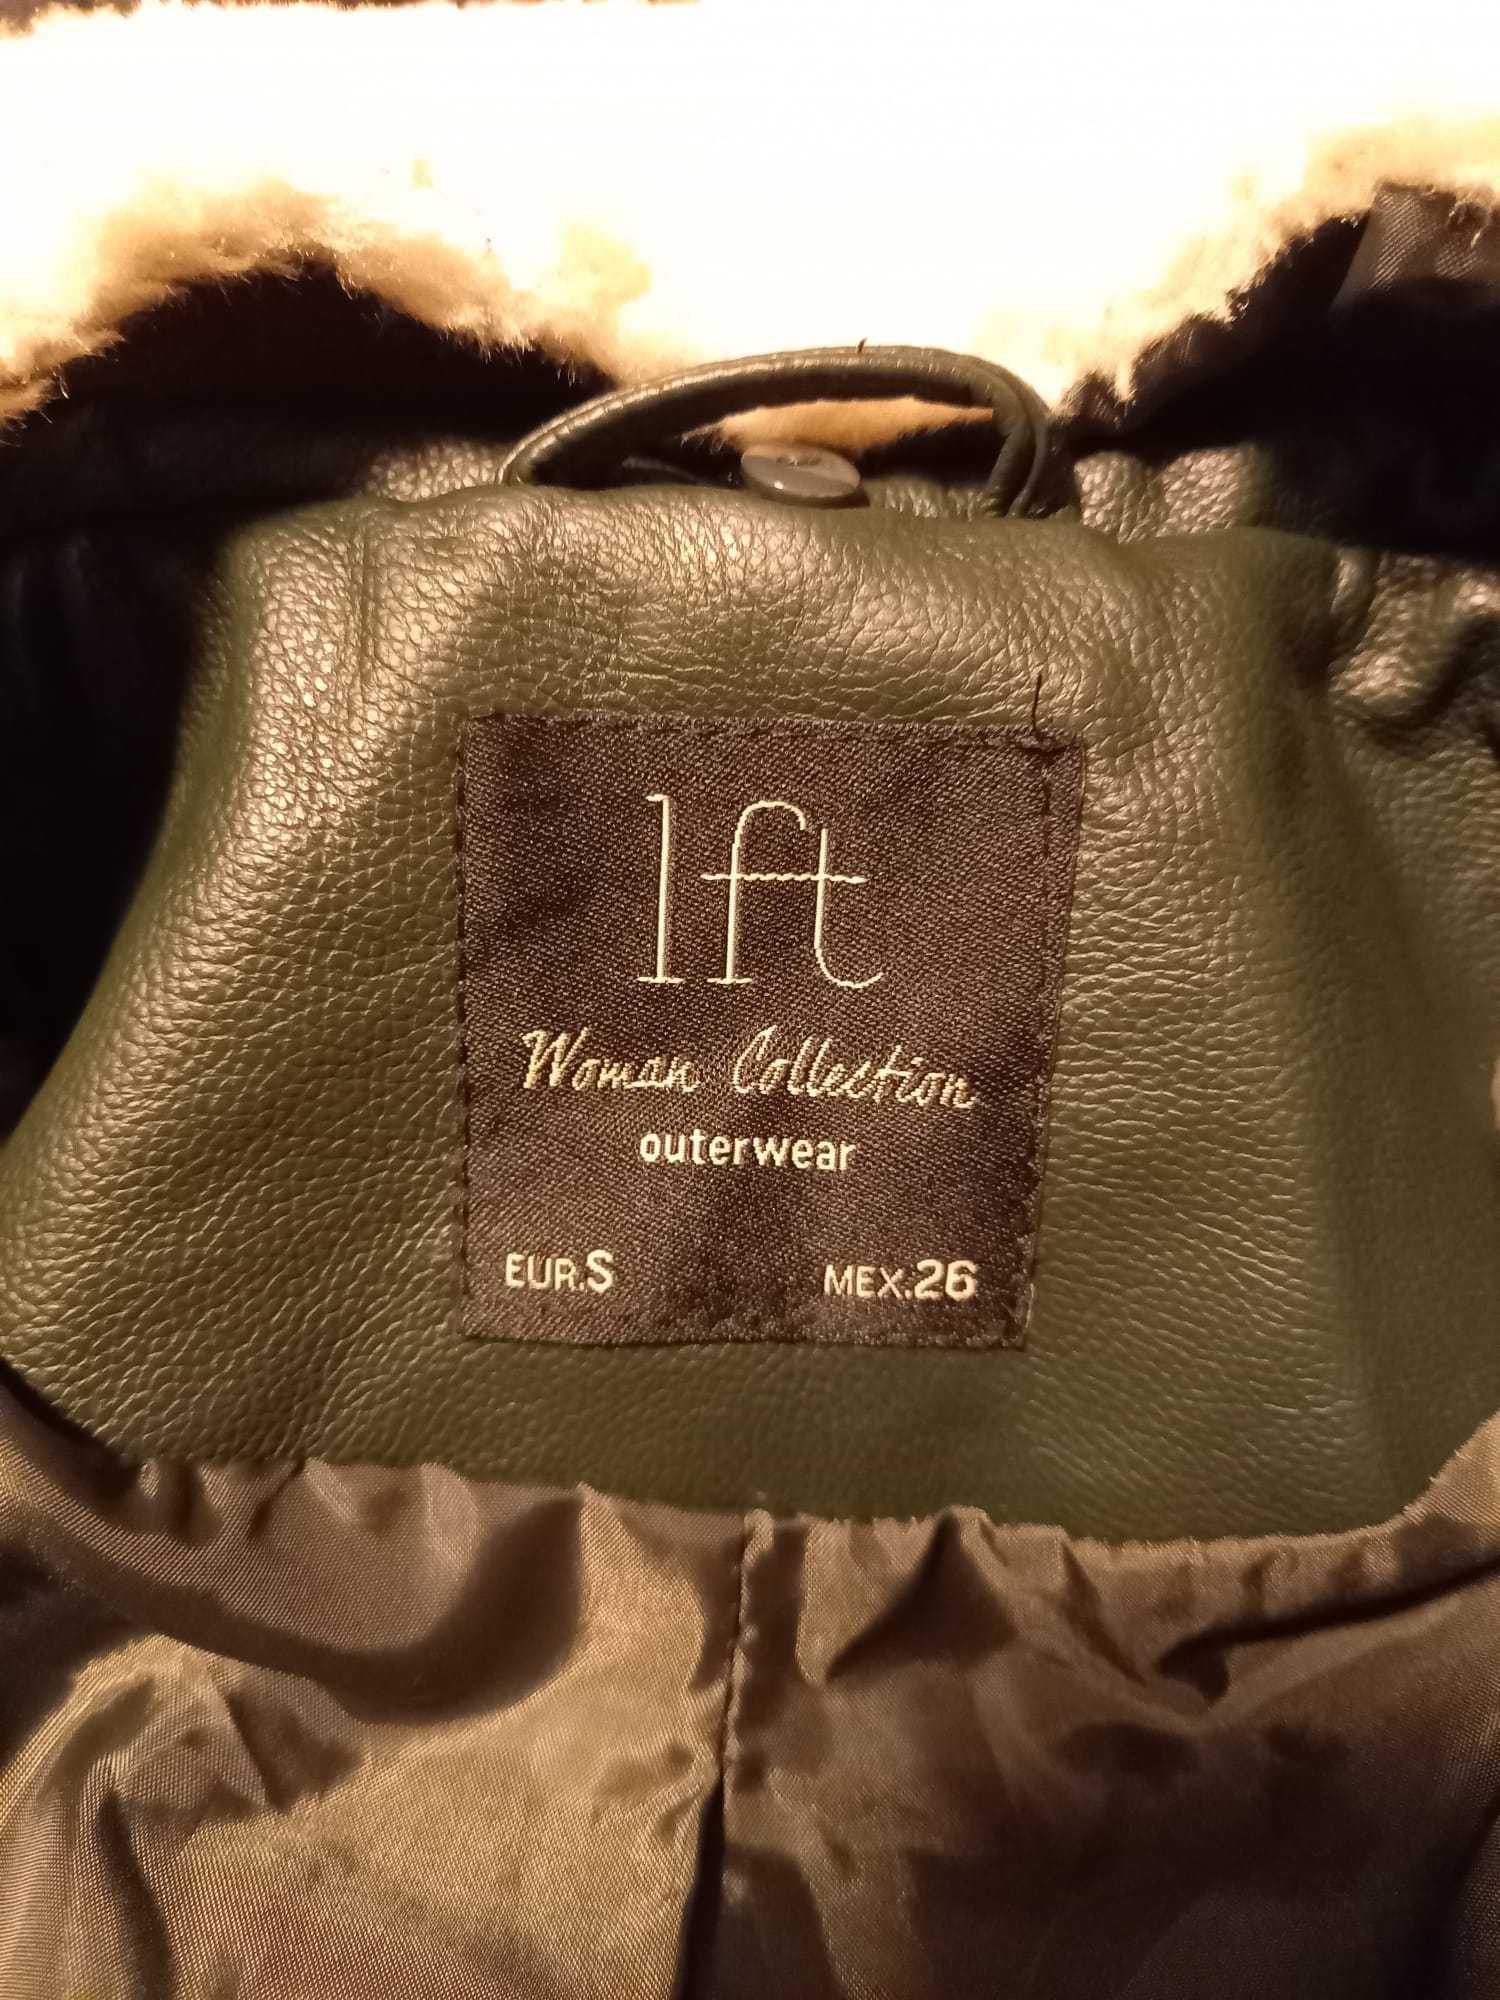 lft
Woman Collection
outerwear
EUR.S MEX.26